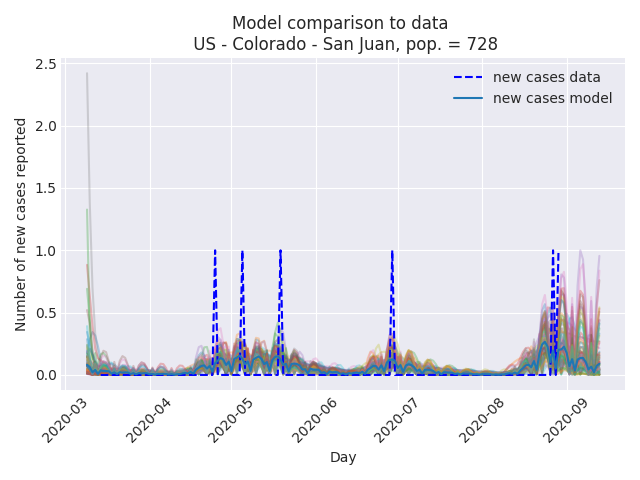 Model comparison to data
US - Colorado - San Juan, pop. = 728
new cases data
new cases model
Number of new cases reported
2.5
2.0
1.5
1.0
0.5
0.0
2020-03
2020-04
2020-05
2020-06
2020-07
2020-08
2020-09
Day